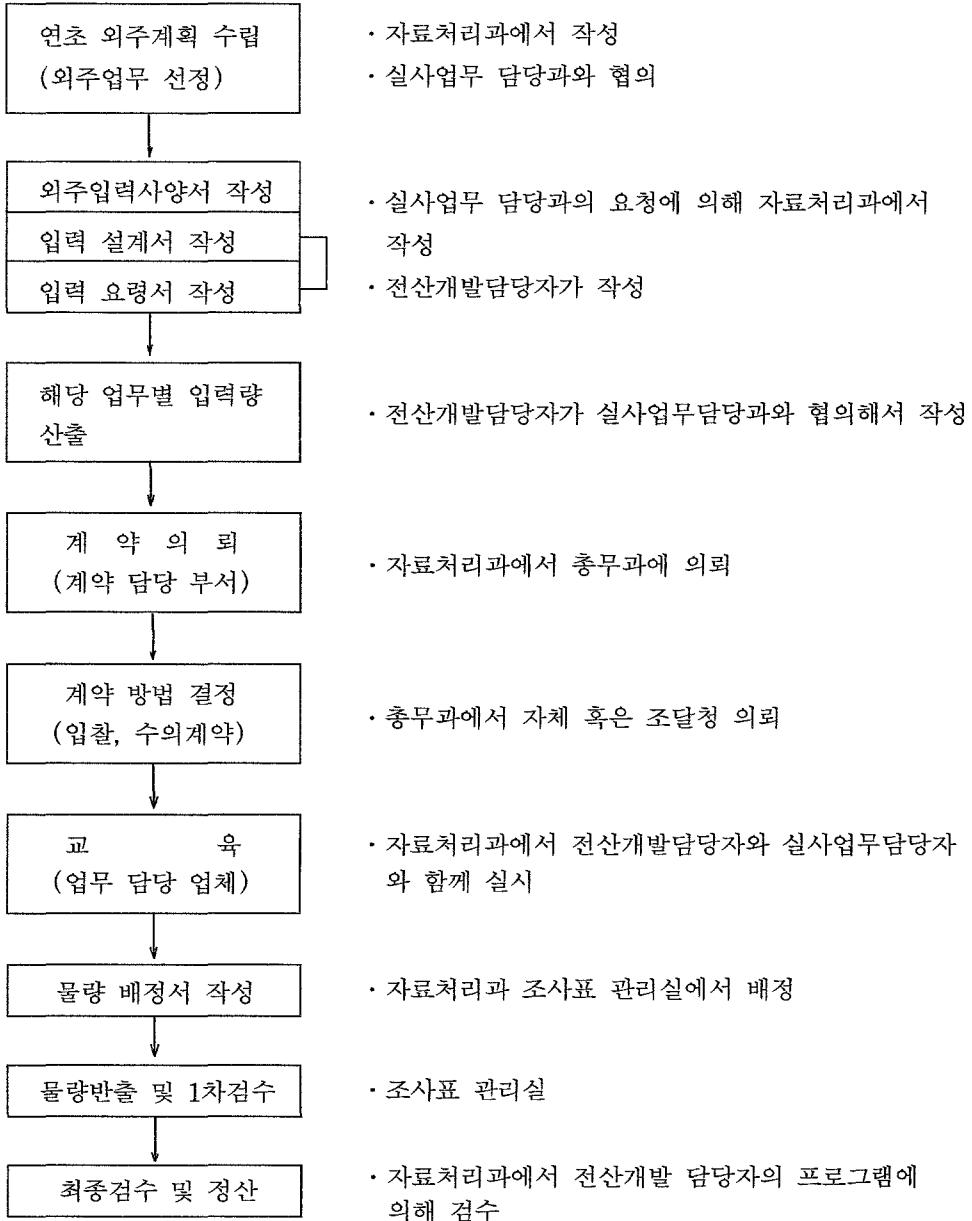 연초 외주계획 수립
(외주업무 선정)
· 자료처리과에서 작성
· 실사업무 담당과와 협의
외주입력사양서 작성
입력 설계서 작성
입력 요령서 작성
· 실사업무 담당과의 요청에 의해 자료처리과에서
작성
· 전산개발담당자가 작성
해당 업무별 입력량
산출
· 전산개발담당자가 실사업무담당과와 협의해서 작성
계 약 의 뢰
(계약 담당 부서)
· 자료처리과에서 총무과에 의뢰
계약 방법 결정
(입찰, 수의계약)
· 총무과에서 자체 혹은 조달청 의뢰
교 육
(업무 담당 업체)
· 자료처리과에서 전산개발담당자와 실사업무담당자
와 함께 실시
물량 배정서 작성
· 자료처리과 조사표 관리실에서 배정
물량반출 및 1차검수
· 조사표 관리실
최종검수 및 정산
· 자료처리과에서 전산개발 담당자의 프로그램에
의해 검수